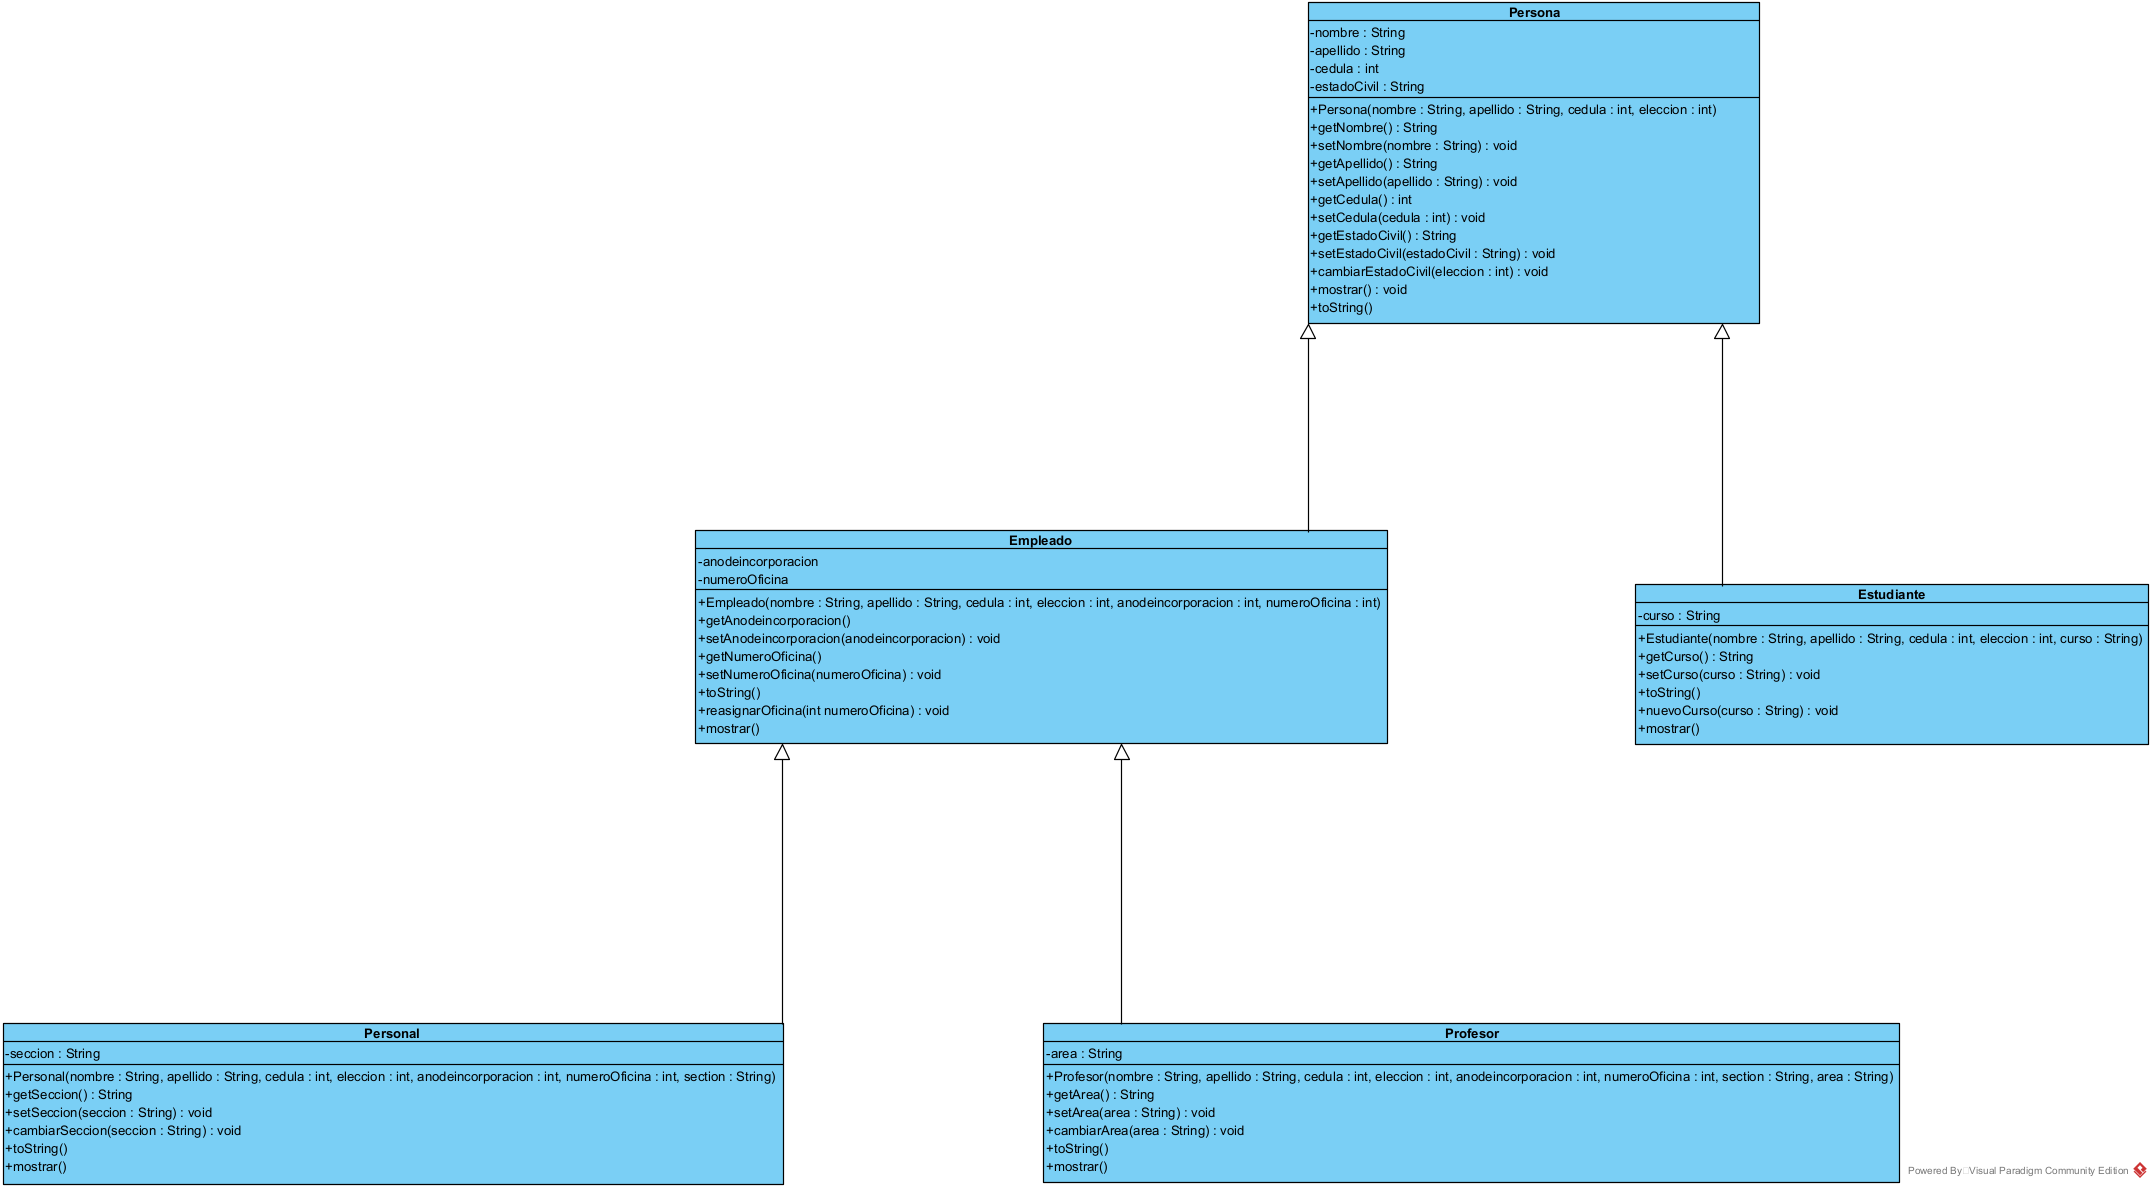 Persona
-nombre : String
-apellido : String
-cedula : int
-estadoCivil : String
+Persona(nombre : String, apellido : String, cedula : int, eleccion : int)
+getNombre() : String
+setNombre(nombre : String) : void
+getApellido() : String
+setApellido(apellido : String) : void
+getCedula() : int
+setCedula(cedula : int) : void
+getEstadoCivil() : String
+setEstadoCivil(estadoCivil : String) : void
+cambiarEstadoCivil(eleccion : int) : void
+mostrar() : void
+toString()
Empleado
-anodeincorporacion
-numeroOficina
+Empleado(nombre : String, apellido : String, cedula : int, eleccion : int, anodeincorporacion : int, numeroOficina : int)
+getAnodeincorporacion()
+setAnodeincorporacion(anodeincorporacion) : void
+getNumeroOficina()
+setNumeroOficina(numeroOficina) : void
+toString()
+reasignarOficina(int numeroOficina) : void
+mostrar()
Estudiante
-curso : String
+Estudiante(nombre : String, apellido : String, cedula : int, eleccion : int, curso : String)
+getCurso() : String
+setCurso(curso : String) : void
+toString()
+nuevoCurso(curso : String) : void
+mostrar()
Personal
-seccion : String
+Personal(nombre : String, apellido : String, cedula : int, eleccion : int, anodeincorporacion : int, numeroOficina : int, section : String)
+getSeccion() : String
+setSeccion(seccion : String) : void
+cambiarSeccion(seccion : String) : void
+toString()
+mostrar()
Profesor
-area : String
+Profesor(nombre : String, apellido : String, cedula : int, eleccion : int, anodeincorporacion : int, numeroOficina : int, section : String, area : String)
+getArea() : String
+setArea(area : String) : void
+cambiarArea(area : String) : void
+toString()
+mostrar()
Powered By Visual Paradigm Community Edition